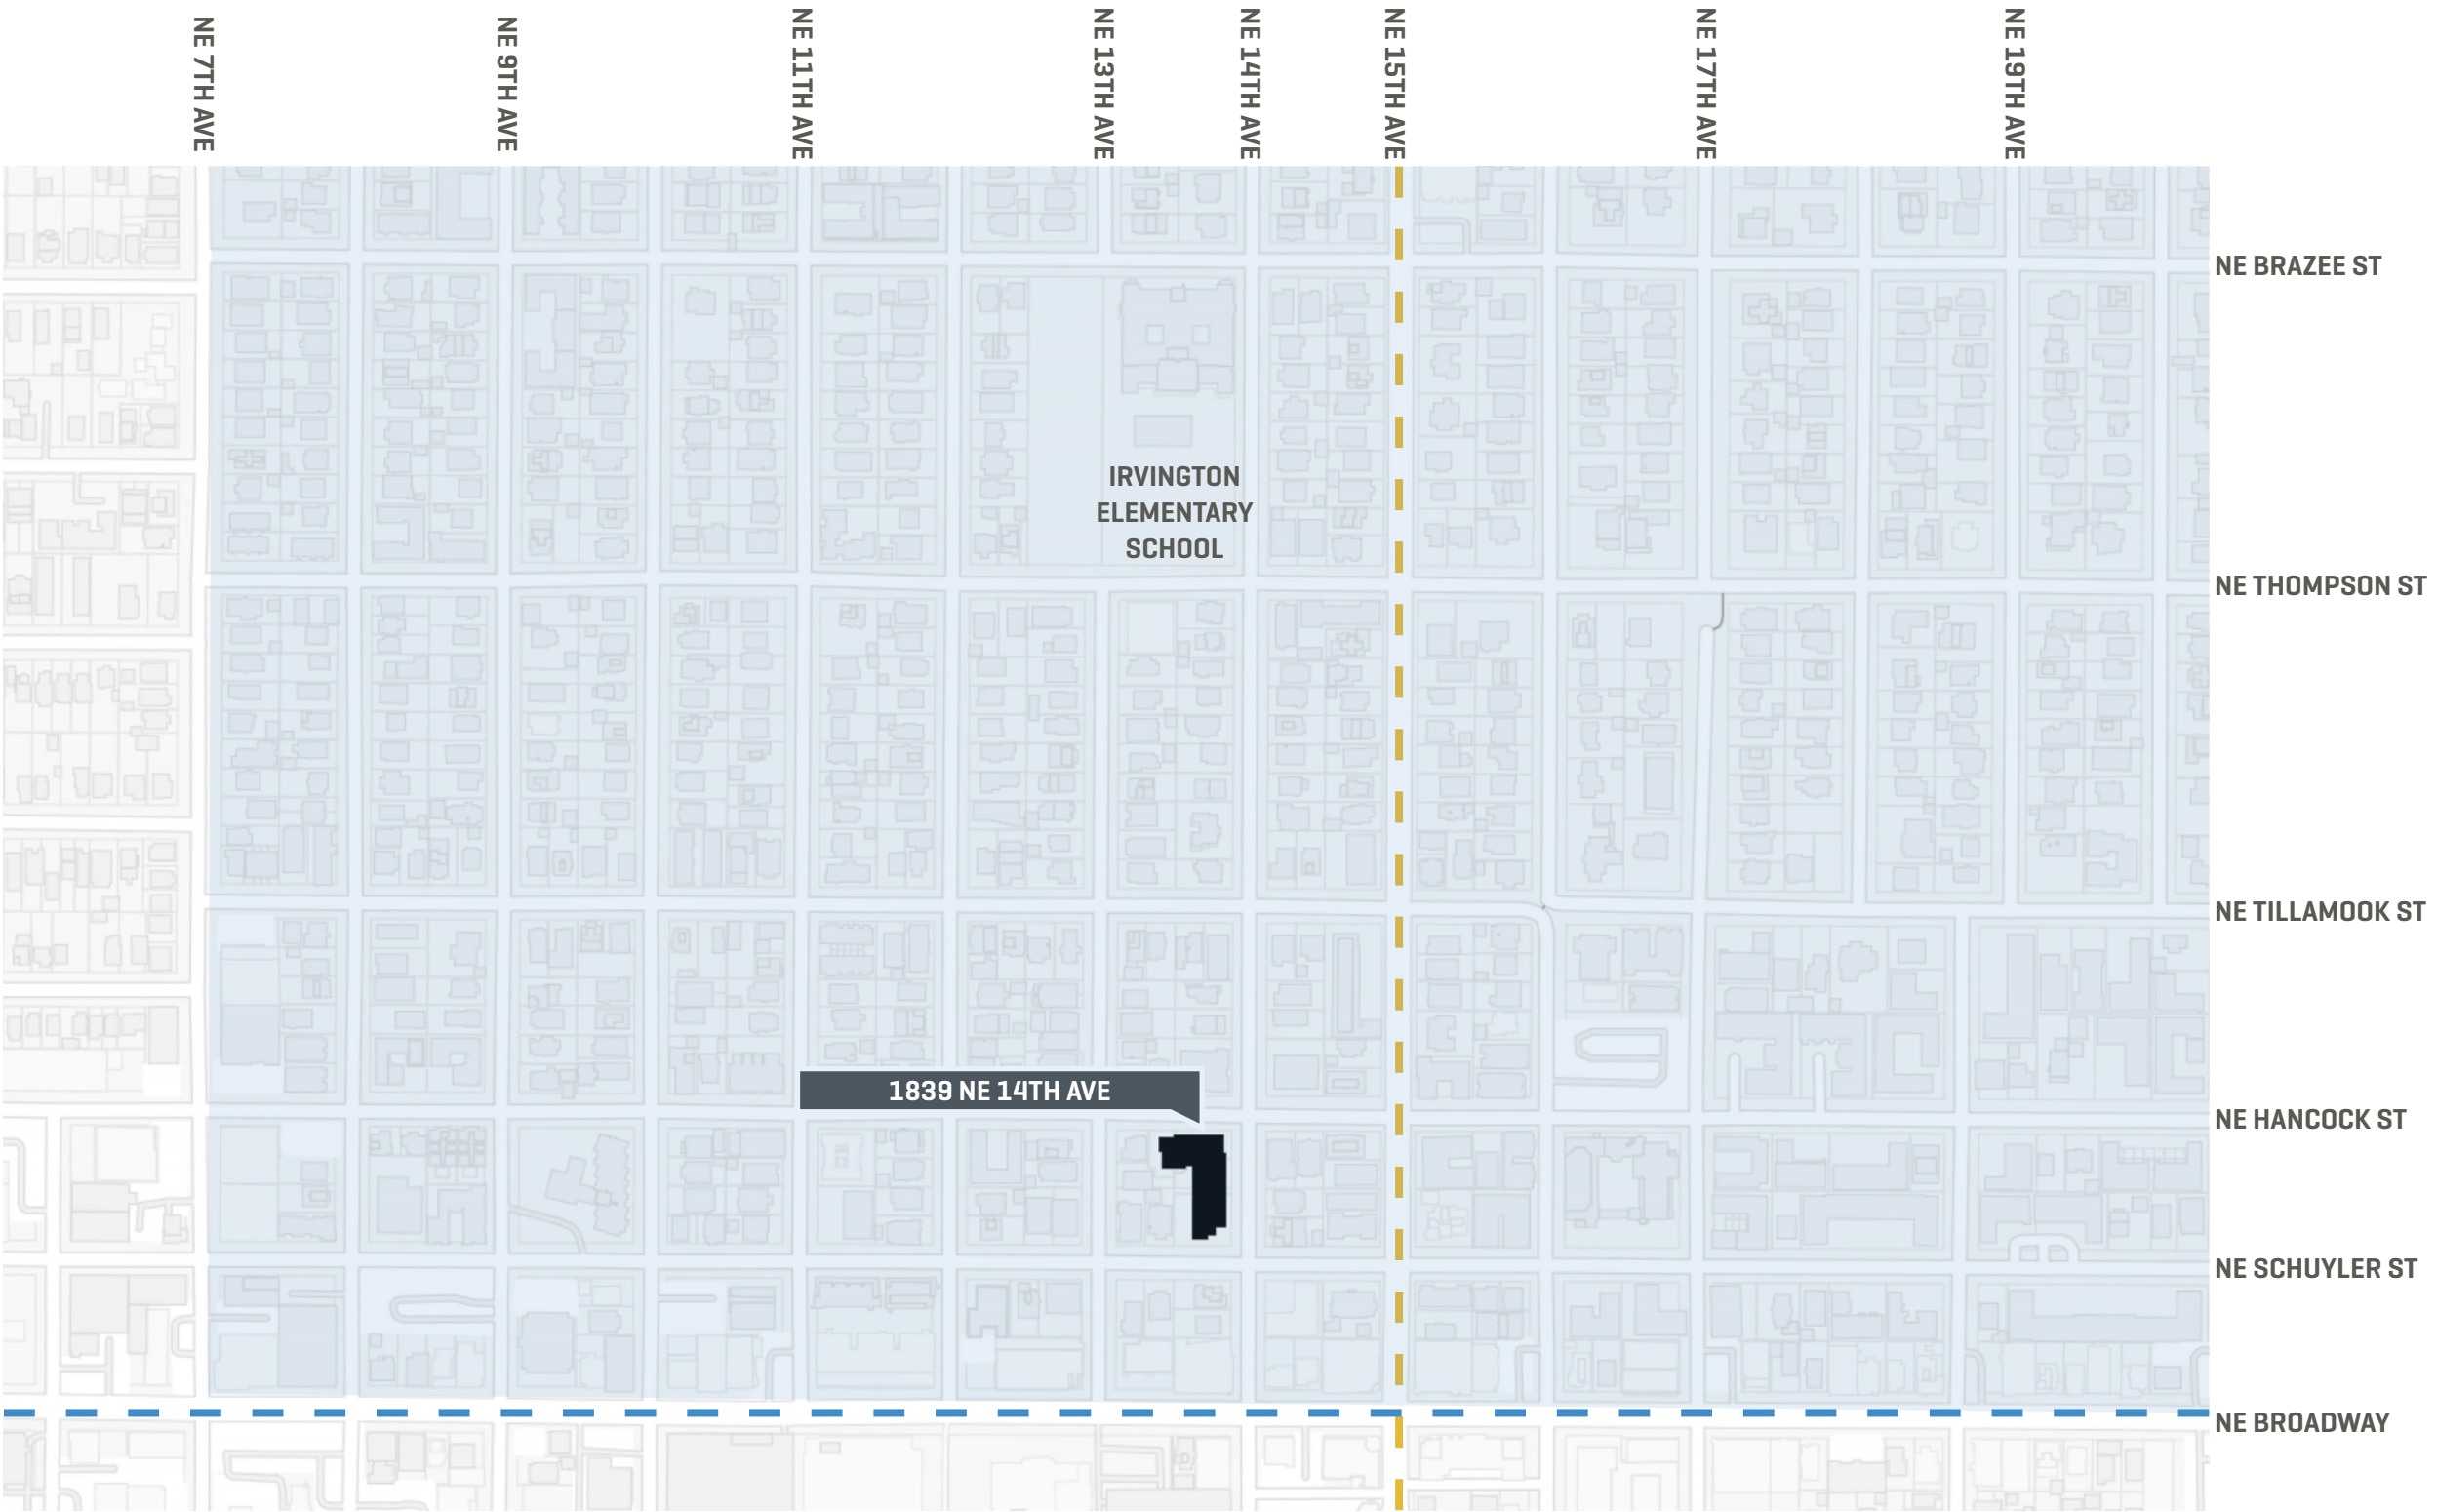 NE 7TH AVE
NE 9TH AVE
NE 11TH AVE
NE 13TH AVE
NE 14TH AVE
NE 15TH AVE
NE 17TH AVE
NE 19TH AVE
NE BRAZEE ST
IRVINGTON
ELEMENTARY
SCHOOL
NE THOMPSON ST
NE TILLAMOOK ST
1839 NE 14TH AVE
NE HANCOCK ST
NE SCHUYLER ST
NE BROADWAY